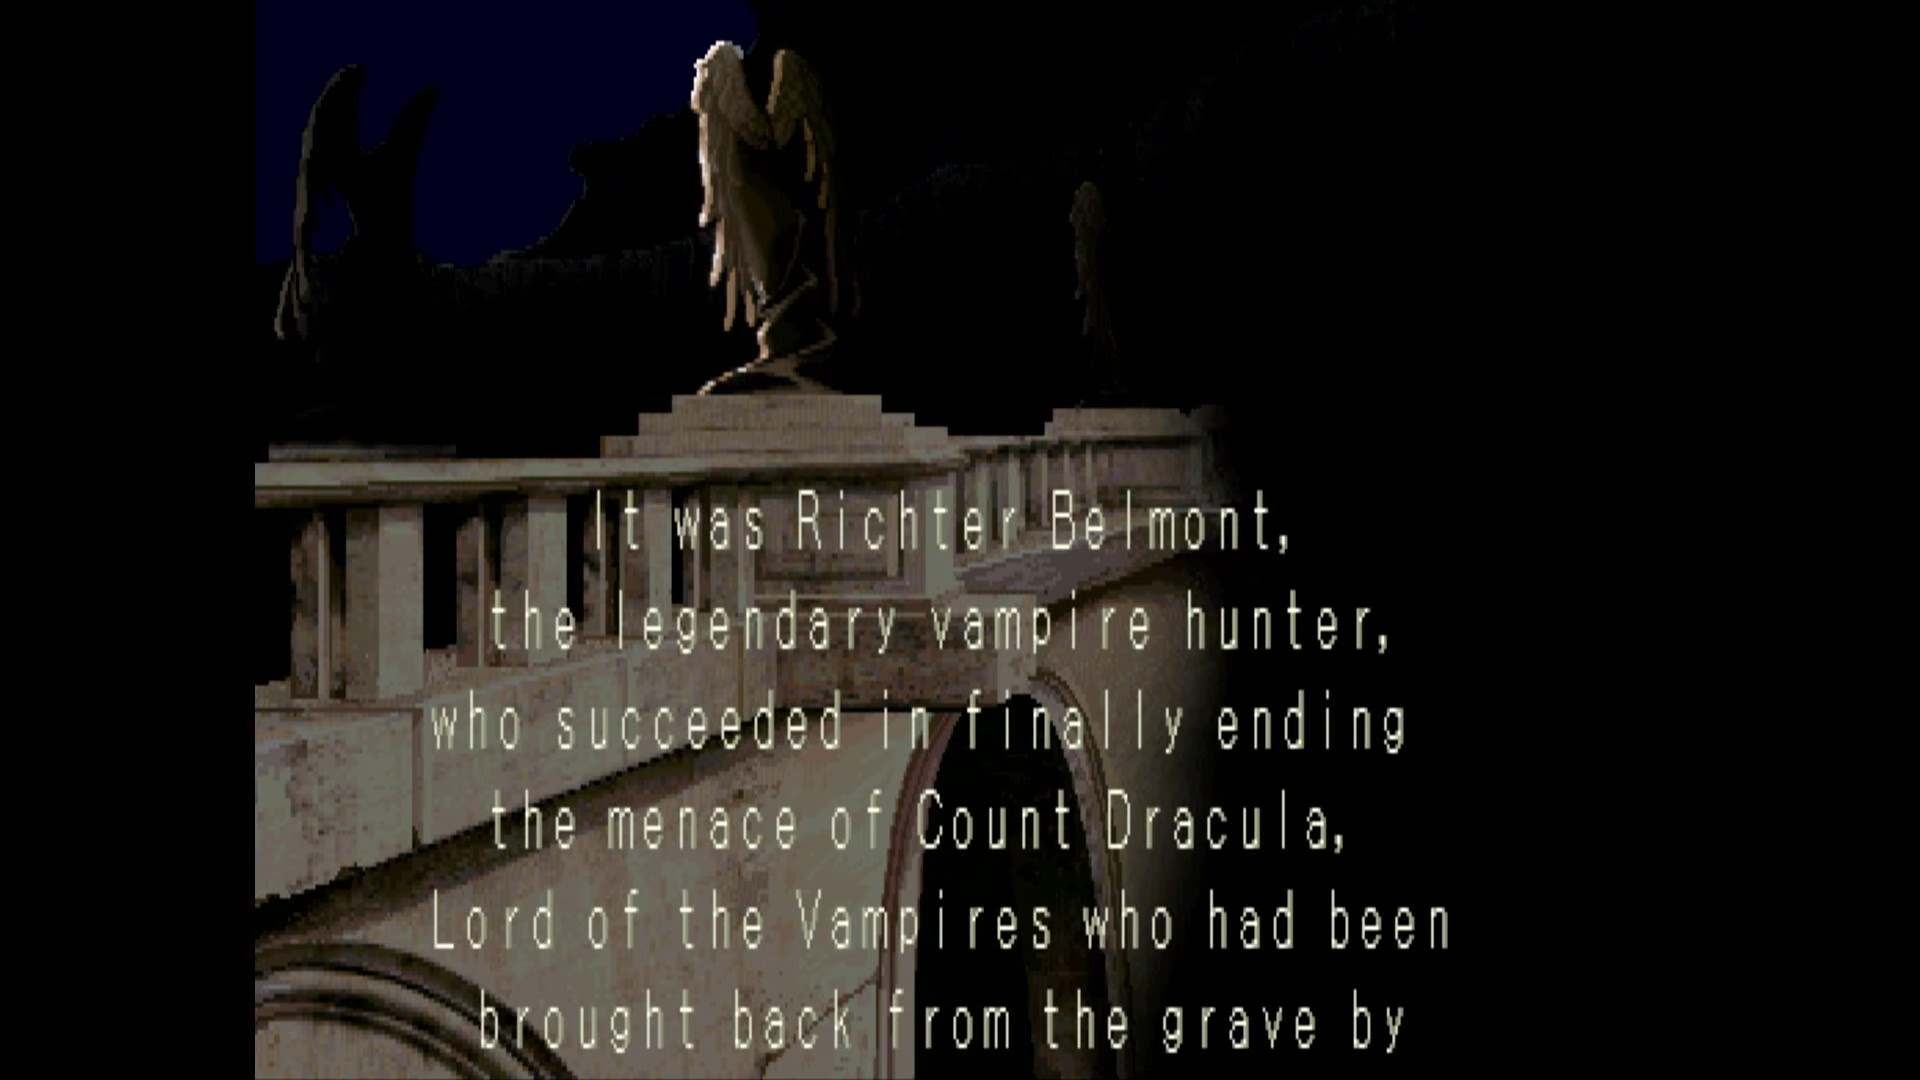 It was Richter Belmont,
the legendary vampire hunter,
who succeeded in finally ending
the menace of Count Dracula,
Lord of the Vampires who had been
brought back from the grave by